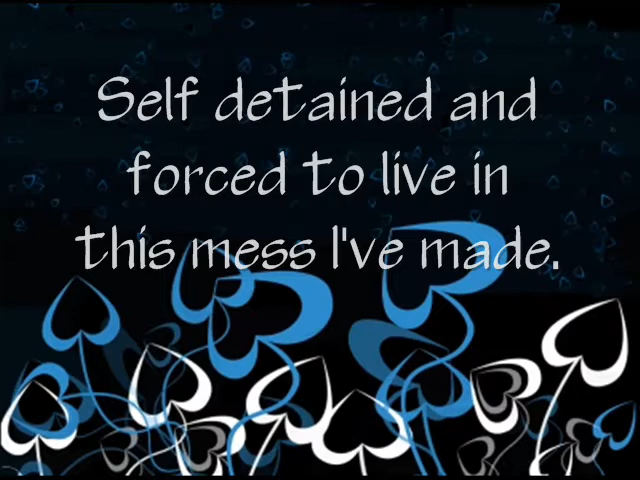 Self detained and
forced to live in
this mess I've made.